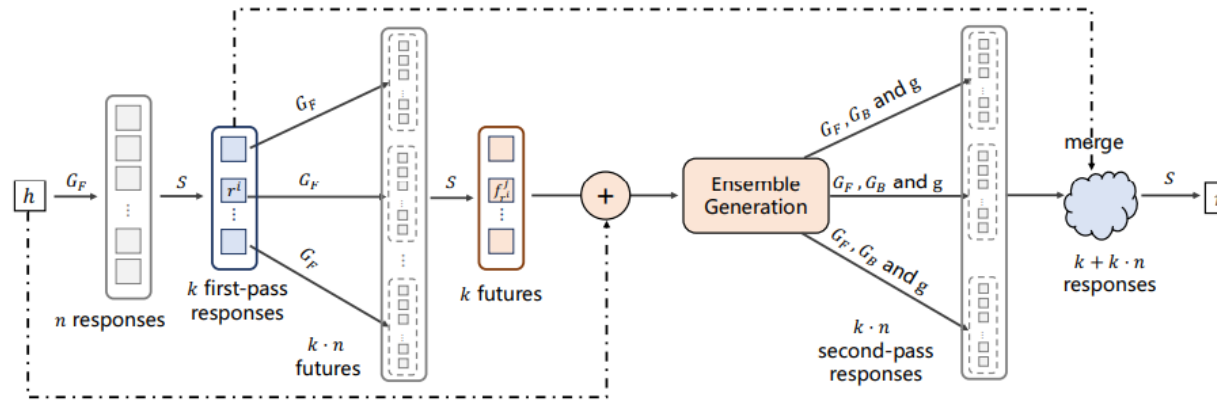 h
G_F
n responses
S
r^i
k first-pass
responses
G_F
G_F
G_F
k · n
futures
S
f_{r^i}^j
k futures
+
Ensemble
Generation
G_F, G_B and g
G_F, G_B and g
G_F, G_B and g
k · n
second-pass
responses
merge
k + k · n
responses
S